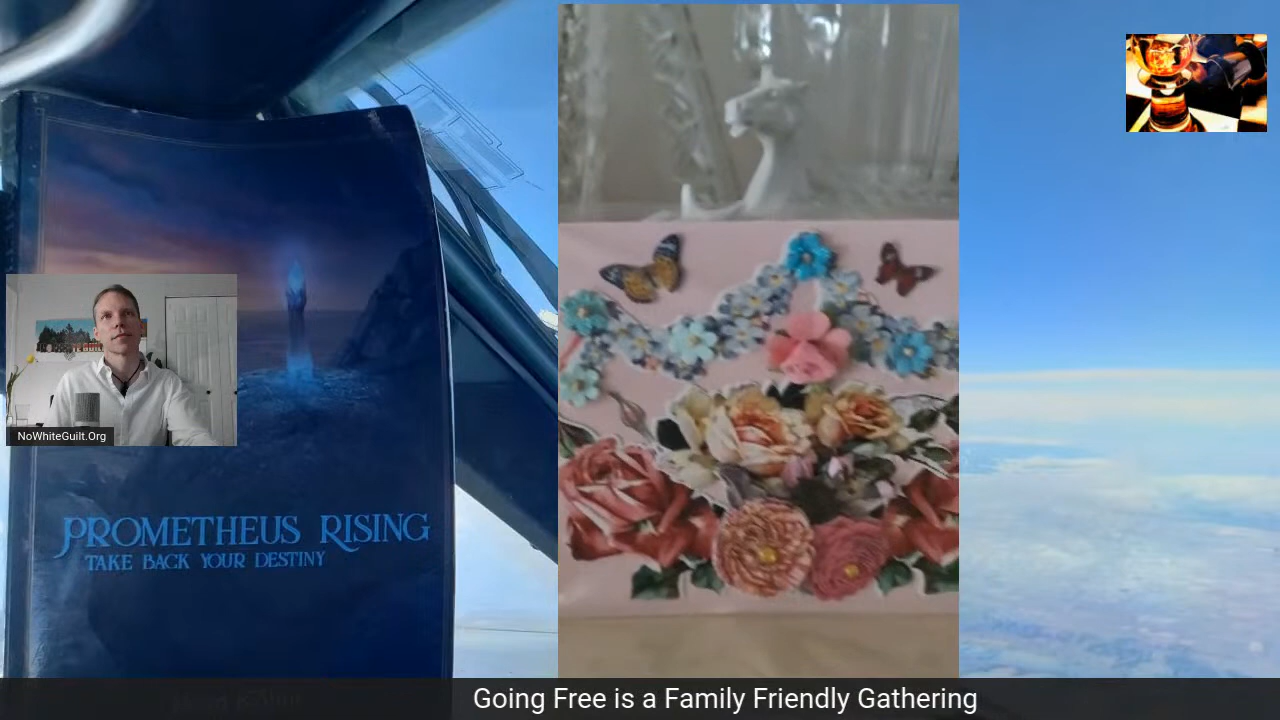 PROMETHEUS RISING
TAKE BACK YOUR DESTINY
NoWhiteGuilt.Org
Going Free is a Family Friendly Gathering